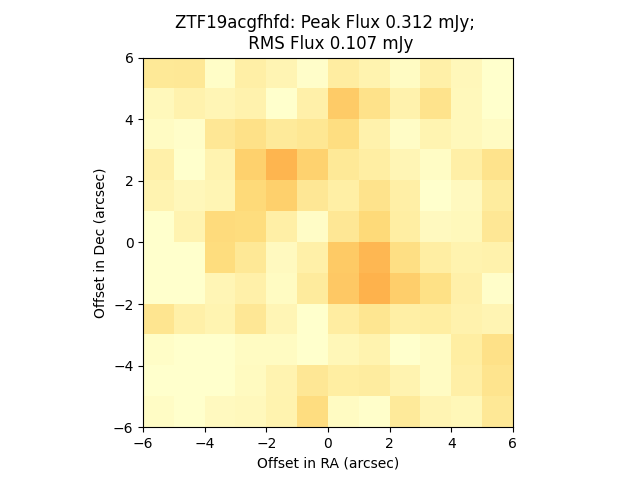 ZTF19acgfhfd: Peak Flux 0.312 mJy;
RMS Flux 0.107 mJy
6
4
2
0
−2
−4
−6
Offset in Dec (arcsec)
−6 −4 −2 0 2 4 6
Offset in RA (arcsec)